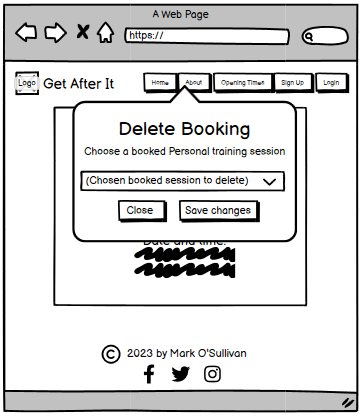 A Web Page
https://
Logo Get After It Home About Opening Times Sign Up Login
Delete Booking
Choose a booked Personal training session
(Chosen booked session to delete)
Close Save changes
Date and time:
© 2023 by Mark O'Sullivan